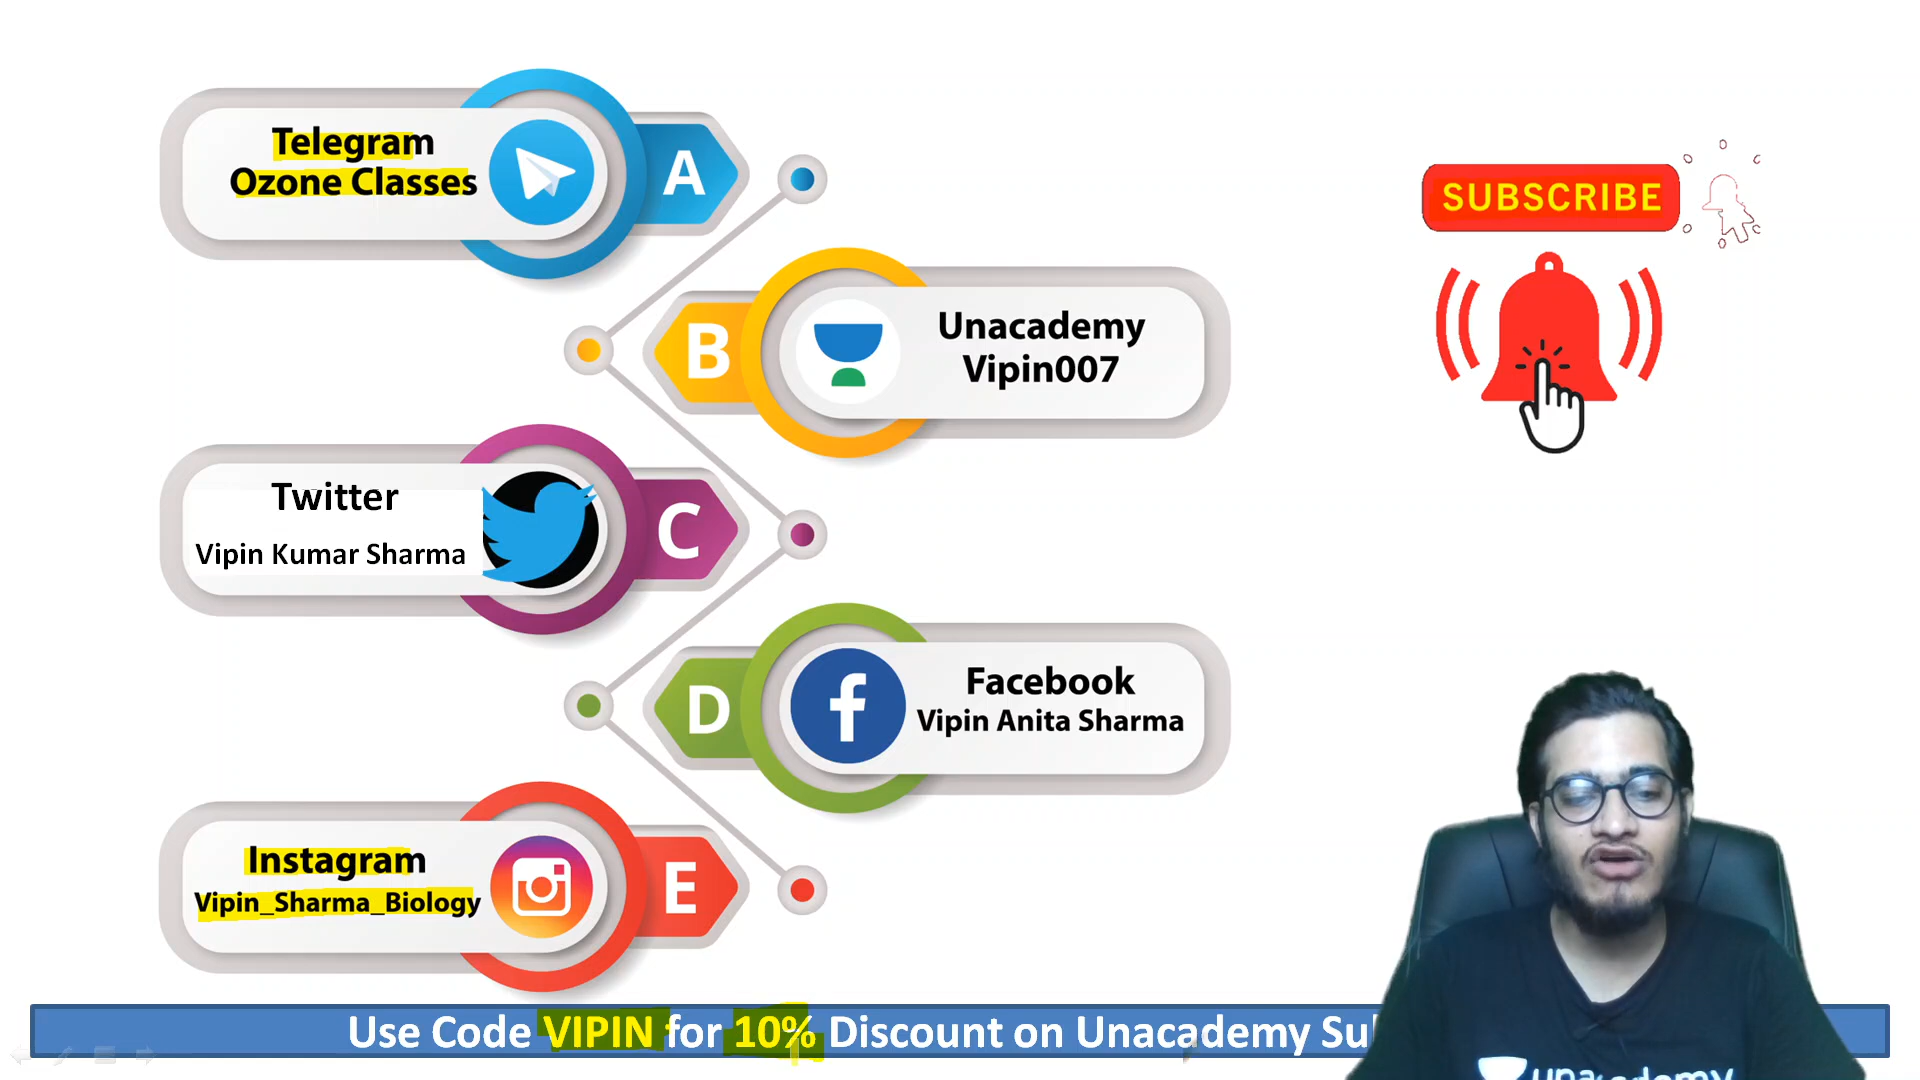 Telegram
Ozone Classes
A
SUBSCRIBE
B
Unacademy
Vipin007
Twitter
Vipin Kumar Sharma
C
D
Facebook
Vipin Anita Sharma
Instagram
Vipin_Sharma_Biology
E
Use Code VIPIN for 10% Discount on Unacademy
unacademy